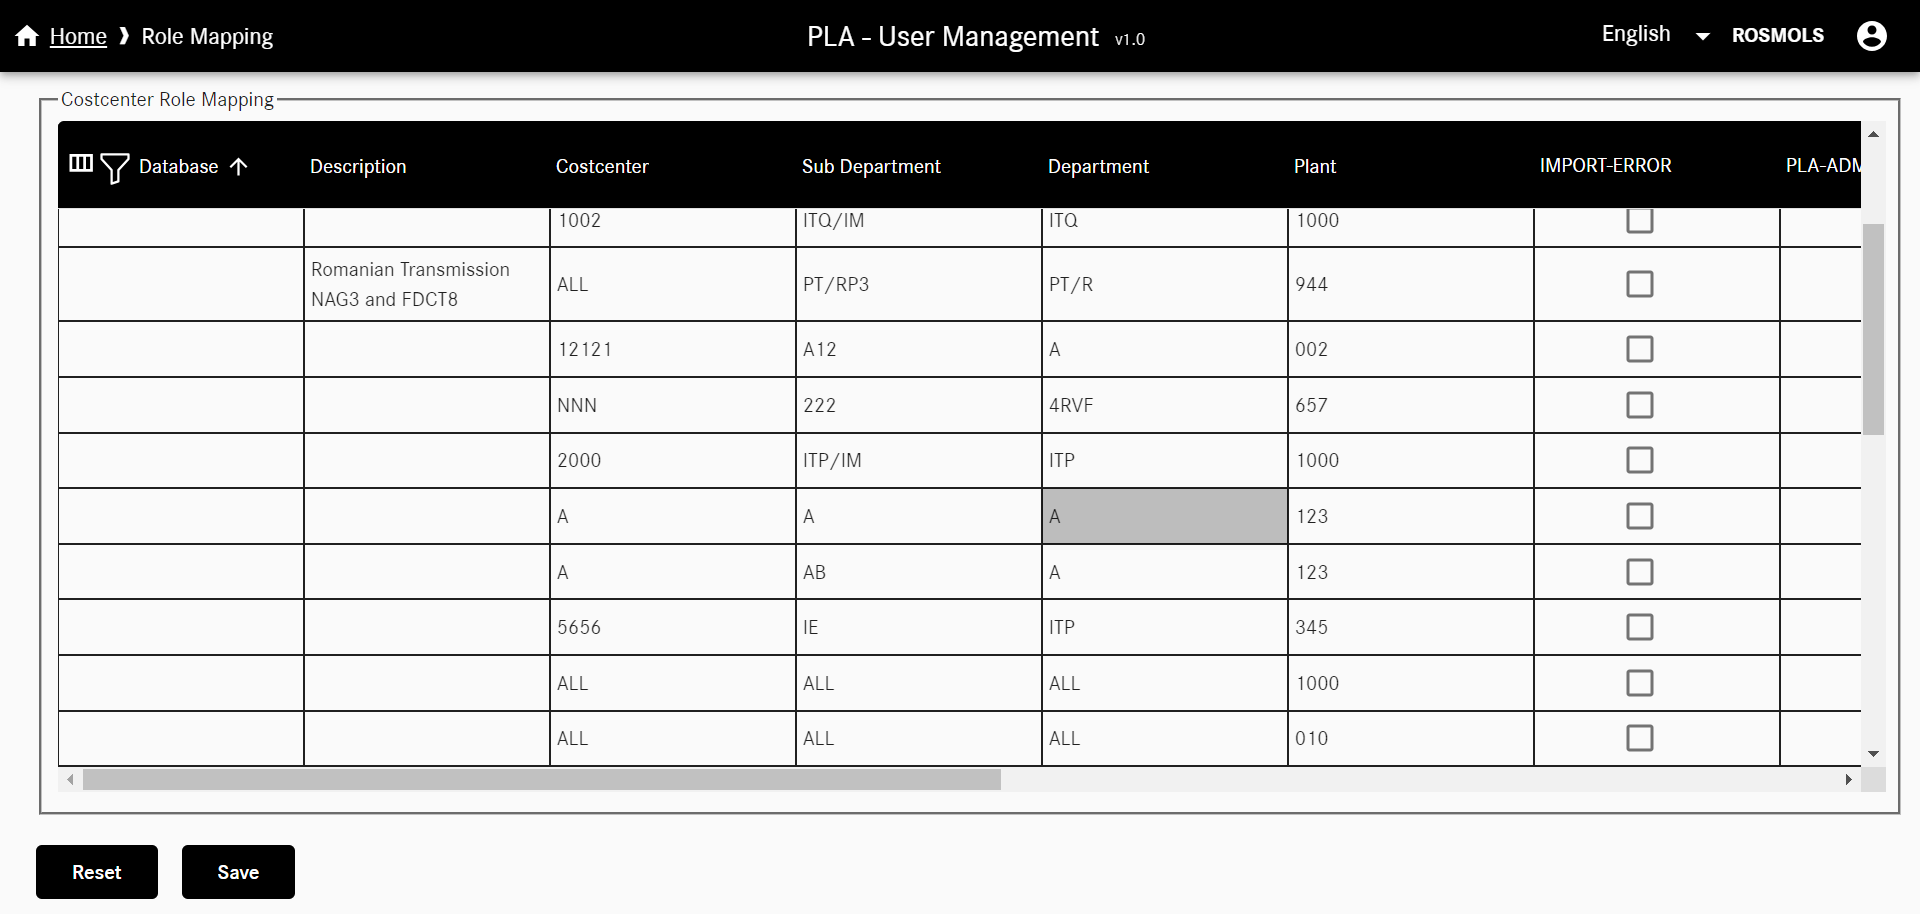 Home ❱ Role Mapping
PLA - User Management v1.0
English ROSMOLS
Costcenter Role Mapping
Database Description Costcenter Sub Department Department Plant IMPORT-ERROR PLA-ADM
1002 ITQ/IM ITQ 1000
Romanian Transmission
NAG3 and FDCT8 ALL PT/RP3 PT/R 944
12121 A12 A 002
NNN 222 4RVF 657
2000 ITP/IM ITP 1000
A A A 123
A AB A 123
5656 IE ITP 345
ALL ALL ALL 1000
ALL ALL ALL 010
Reset Save